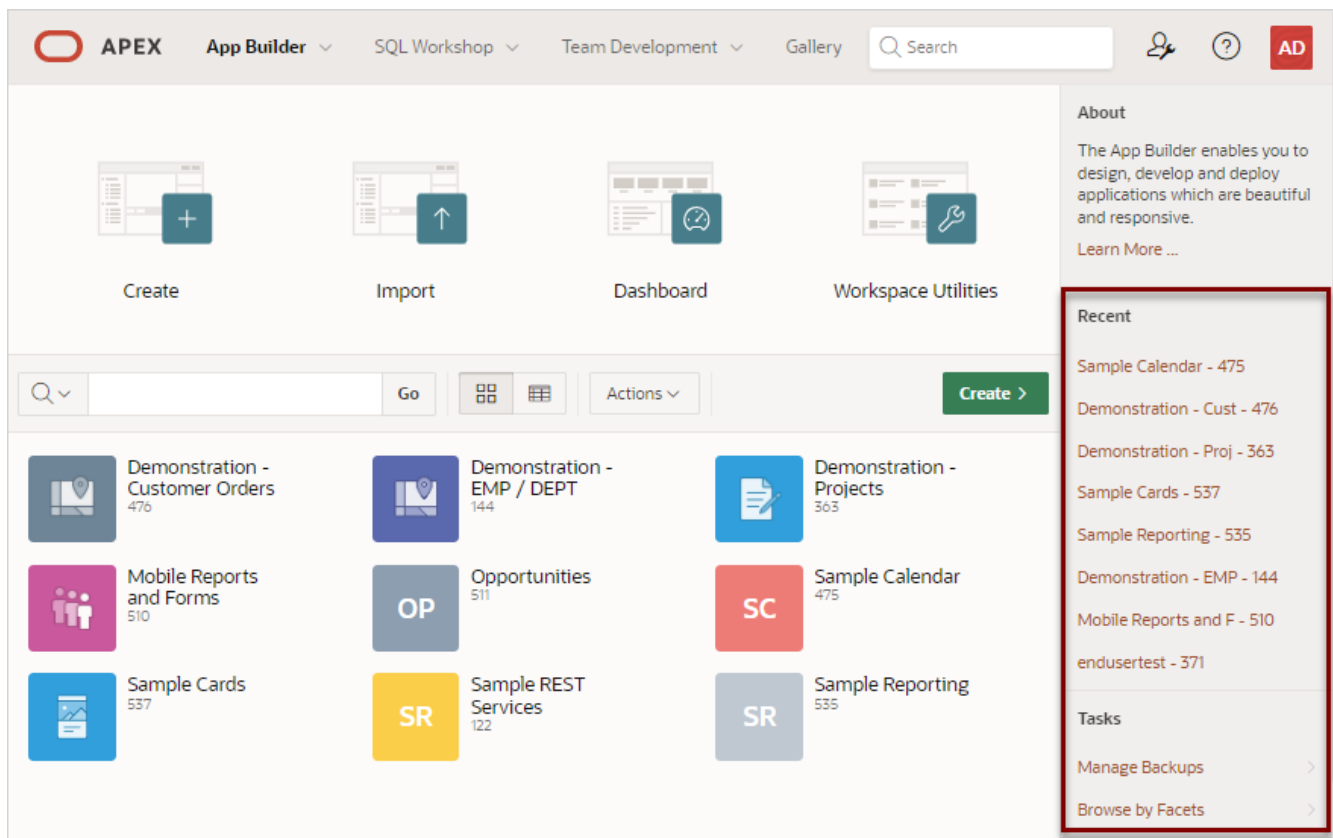 APEX
App Builder
SQL Workshop
Team Development
Gallery
Search
AD
Create
Import
Dashboard
Workspace Utilities
Go
Actions
Create
Demonstration -
Customer Orders
476
Demonstration -
EMP / DEPT
144
Demonstration -
Projects
363
Mobile Reports
and Forms
510
OP
Opportunities
511
SC
Sample Calendar
475
Sample Cards
537
SR
Sample REST
Services
122
SR
Sample Reporting
535
About
The App Builder enables you to
design, develop and deploy
applications which are beautiful
and responsive.
Learn More ...
Recent
Sample Calendar - 475
Demonstration - Cust - 476
Demonstration - Proj - 363
Sample Cards - 537
Sample Reporting - 535
Demonstration - EMP - 144
Mobile Reports and F - 510
endusertest - 371
Tasks
Manage Backups
Browse by Facets